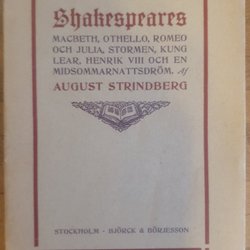 Shakespeares
MACBETH, OTHELLO, ROMEO
OCH JULIA, STORMEN, KUNG
LEAR, HENRIK VIII OCH EN
MIDSOMMARNATTSDRÖM. Af
AUGUST STRINDBERG
STOCKHOLM - BJÖRCK & BÖRJESSON